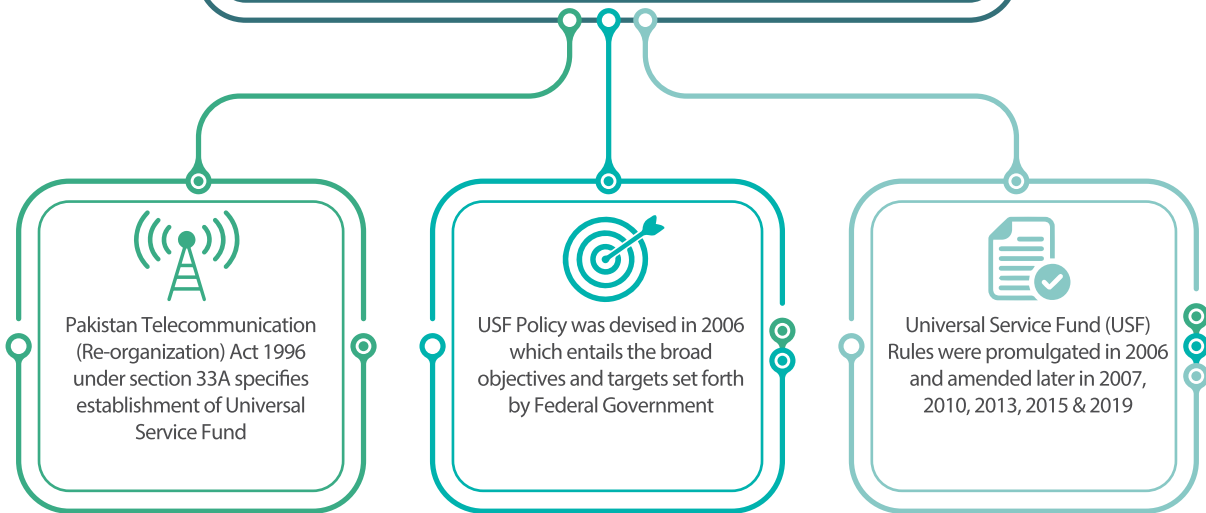 Pakistan Telecommunication
(Re-organization) Act 1996
under section 33A specifies
establishment of Universal
Service Fund
USF Policy was devised in 2006
which entails the broad
objectives and targets set forth
by Federal Government
Universal Service Fund (USF)
Rules were promulgated in 2006
and amended later in 2007,
2010, 2013, 2015 & 2019